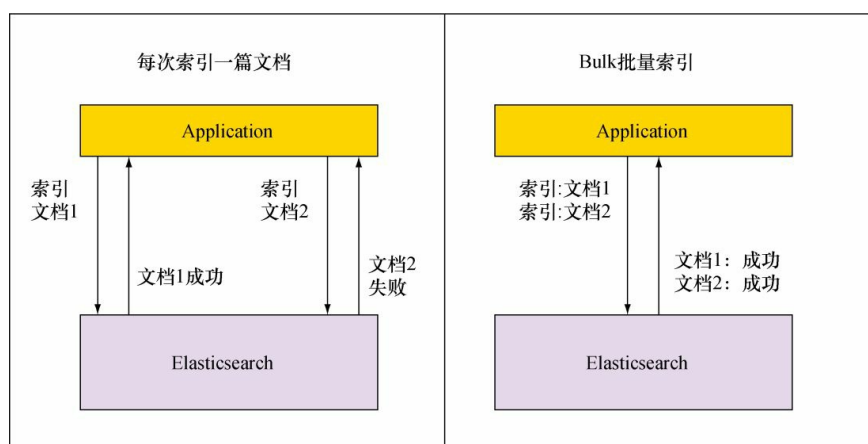 每次索引一篇文档
Application
索引
文档1
文档1成功
索引
文档2
文档2
失败
Elasticsearch
Bulk批量索引
Application
索引:文档1
索引:文档2
文档1：成功
文档2：成功
Elasticsearch